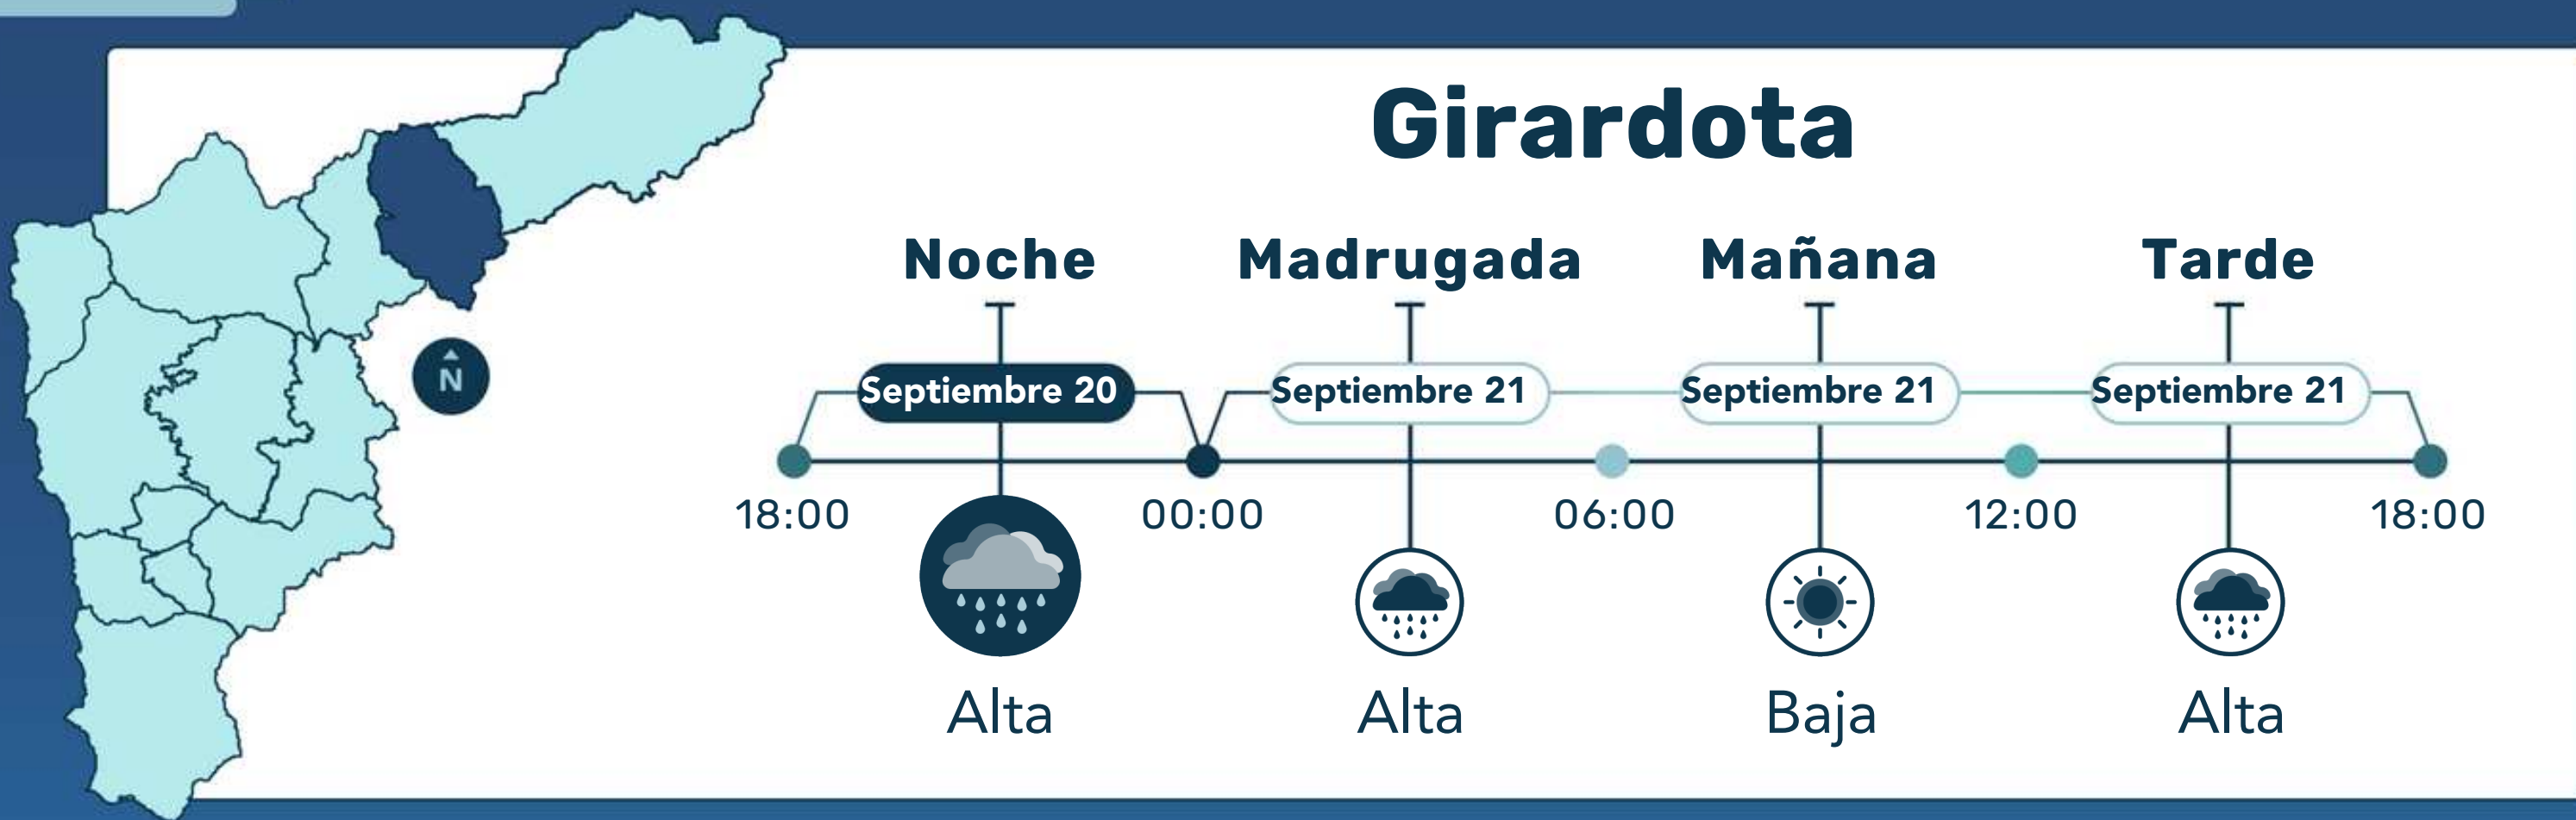 Girardota
Noche Madrugada Mañana Tarde
Septiembre 20 Septiembre 21 Septiembre 21 Septiembre 21
N
18:00 00:00 06:00 12:00 18:00
Alta Alta Baja Alta